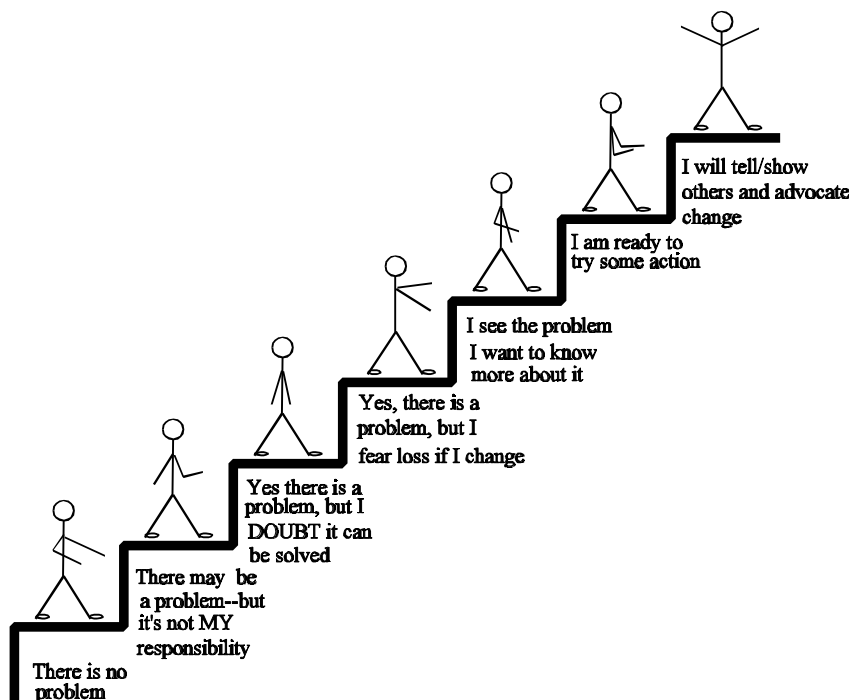 I will tell/show
others and advocate
change
I am ready to
try some action
I see the problem
I want to know
more about it
Yes, there is a
problem, but I
fear loss if I change
Yes there is a
problem, but I
DOUBT it can
be solved
There may be
a problem--but
it's not MY
responsibility
There is no
problem